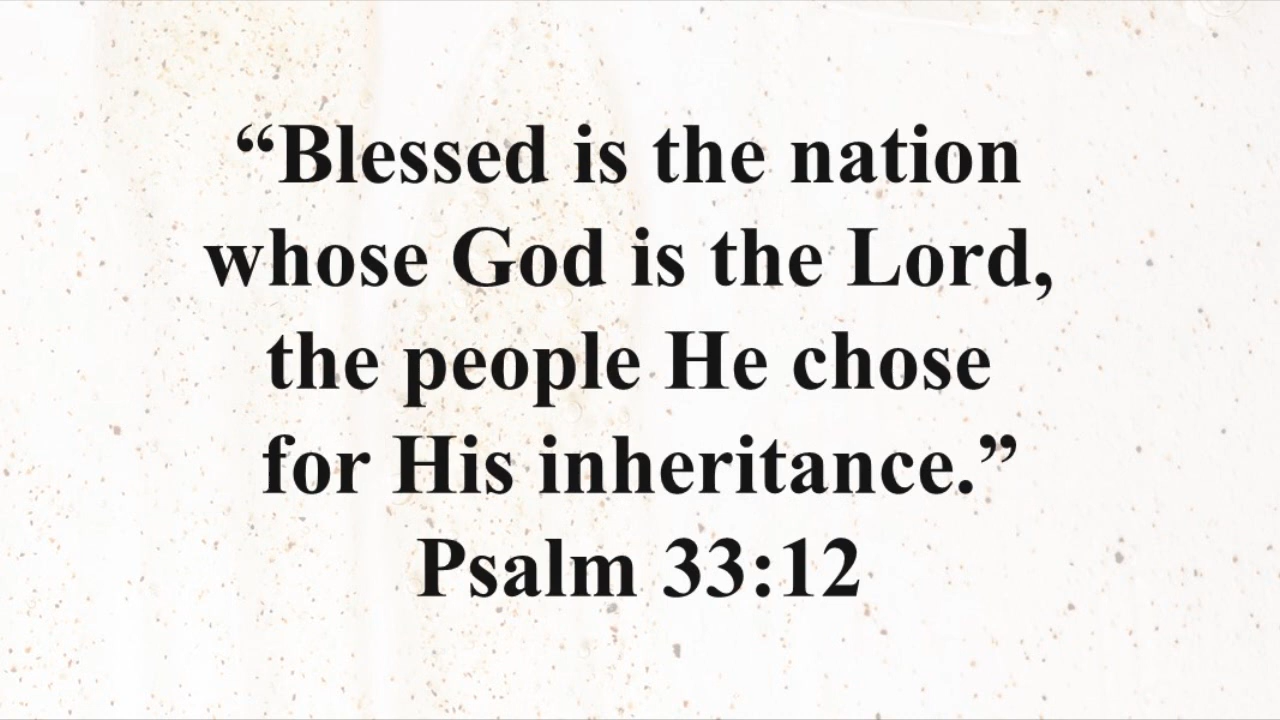 “Blessed is the nation
whose God is the Lord,
the people He chose
for His inheritance.”
Psalm 33:12